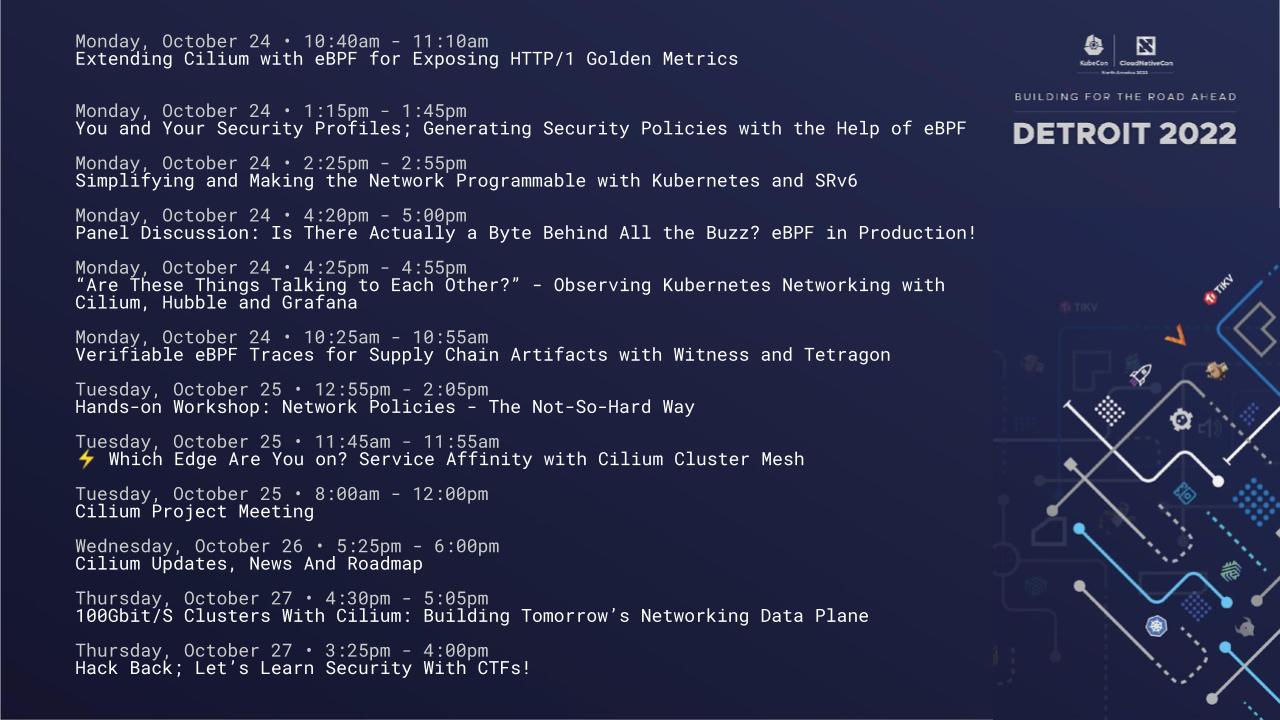 Monday, October 24 • 10:40am - 11:10am
Extending Cilium with eBPF for Exposing HTTP/1 Golden Metrics
Monday, October 24 • 1:15pm - 1:45pm
You and Your Security Profiles; Generating Security Policies with the Help of eBPF
Monday, October 24 • 2:25pm - 2:55pm
Simplifying and Making the Network Programmable with Kubernetes and SRv6
Monday, October 24 • 4:20pm - 5:00pm
Panel Discussion: Is There Actually a Byte Behind All the Buzz? eBPF in Production!
Monday, October 24 • 4:25pm - 4:55pm
“Are These Things Talking to Each Other?” - Observing Kubernetes Networking with
Cilium, Hubble and Grafana
Monday, October 24 • 10:25am - 10:55am
Verifiable eBPF Traces for Supply Chain Artifacts with Witness and Tetragon
Tuesday, October 25 • 12:55pm - 2:05pm
Hands-on Workshop: Network Policies - The Not-So-Hard Way
Tuesday, October 25 • 11:45am - 11:55am
⚡ Which Edge Are You on? Service Affinity with Cilium Cluster Mesh
Tuesday, October 25 • 8:00am - 12:00pm
Cilium Project Meeting
Wednesday, October 26 • 5:25pm - 6:00pm
Cilium Updates, News And Roadmap
Thursday, October 27 • 4:30pm - 5:05pm
100Gbit/S Clusters With Cilium: Building Tomorrow’s Networking Data Plane
Thursday, October 27 • 3:25pm - 4:00pm
Hack Back; Let’s Learn Security With CTFs!
KubeCon | CloudNativeCon
North America 2022
BUILDING FOR THE ROAD AHEAD
DETROIT 2022
TiKV
TiKV